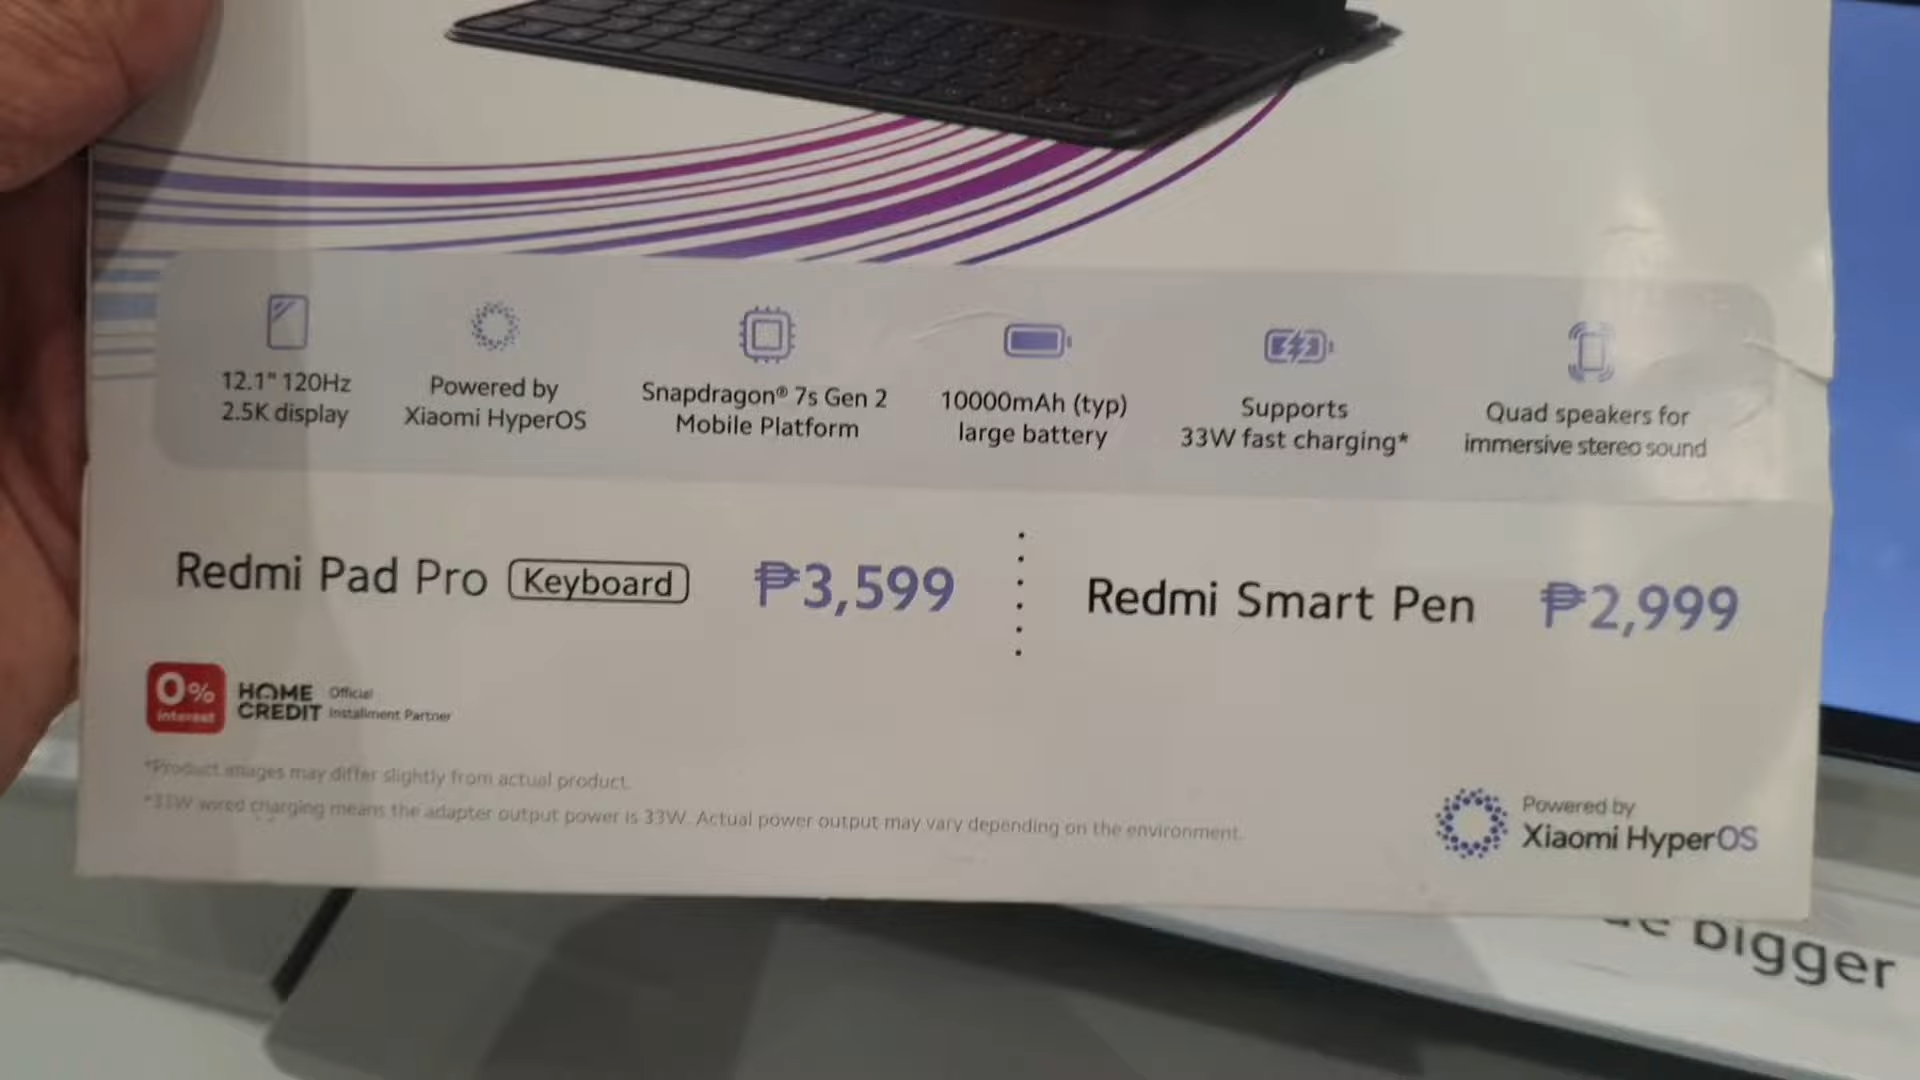 12.1" 120Hz
2.5K display
Powered by
Xiaomi HyperOS
Snapdragon® 7s Gen 2
Mobile Platform
10000mAh (typ)
large battery
Supports
33W fast charging*
Quad speakers for
immersive stereo sound
Redmi Pad Pro Keyboard ₱3,599
Redmi Smart Pen ₱2,999
0%
interest
HOME
CREDIT
Official
Installment Partner
*Product images may differ slightly from actual product.
*33W wired charging means the adapter output power is 33W. Actual power output may vary depending on the environment.
Powered by
Xiaomi HyperOS
bigger